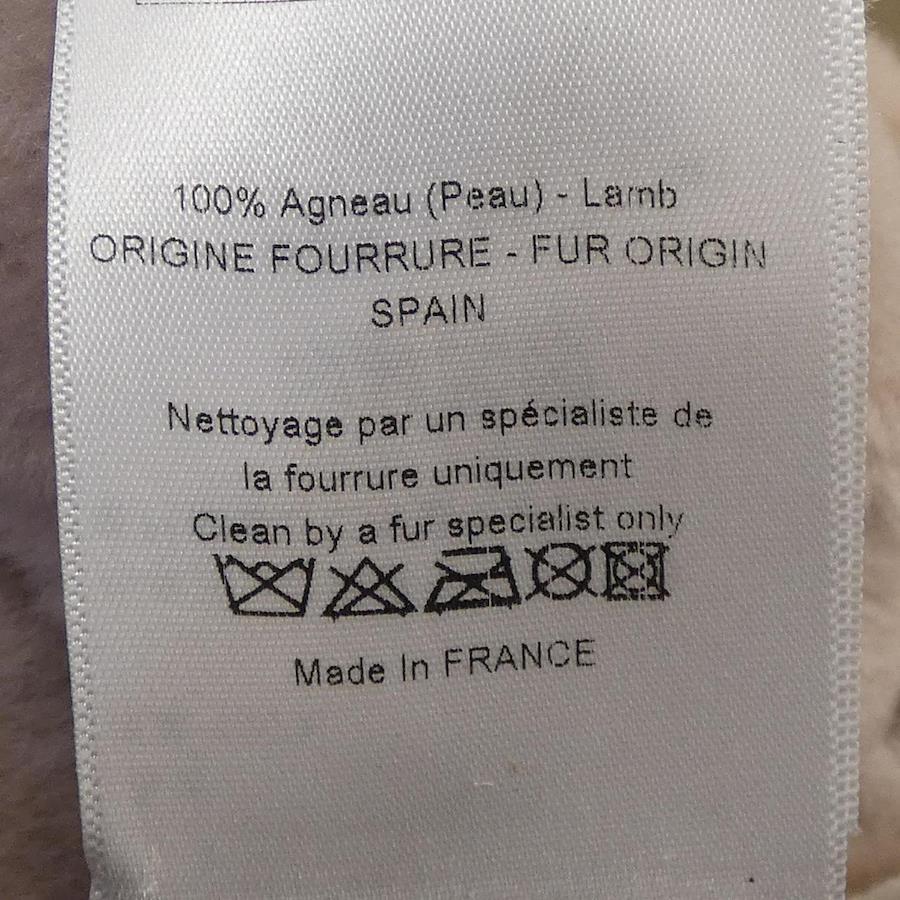 100% Agneau (Peau) - Lamb
ORIGINE FOURRURE - FUR ORIGIN
SPAIN
Nettoyage par un spécialiste de
la fourrure uniquement
Clean by a fur specialist only
Made In FRANCE